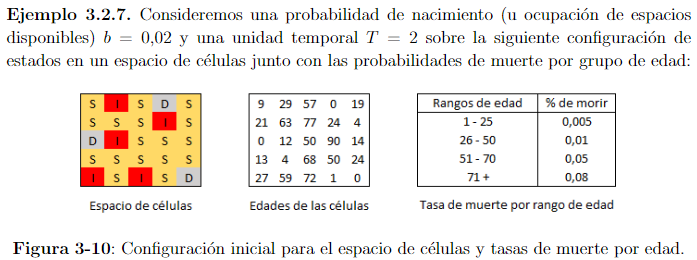 Ejemplo 3.2.7. Consideremos una probabilidad de nacimiento (u ocupación de espacios
disponibles) b = 0,02 y una unidad temporal T = 2 sobre la siguiente configuración de
estados en un espacio de células junto con las probabilidades de muerte por grupo de edad:
S I S D S
S S S I S
D I S S S
S S S S S
I S I S D
Espacio de células
9 29 57 0 19
21 63 77 24 4
0 12 50 90 14
13 4 68 50 24
27 59 72 1 0
Edades de las células
Rangos de edad % de morir
1 - 25 0,005
26 - 50 0,01
51 - 70 0,05
71 + 0,08
Tasa de muerte por rango de edad
Figura 3-10: Configuración inicial para el espacio de células y tasas de muerte por edad.